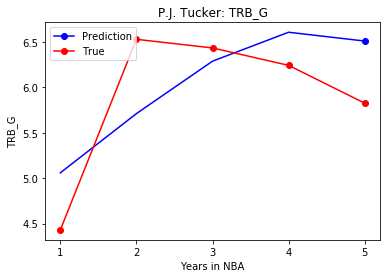 P.J. Tucker: TRB_G
Prediction
True
6.5
6.0
5.5
5.0
4.5
TRB_G
1 2 3 4 5
Years in NBA